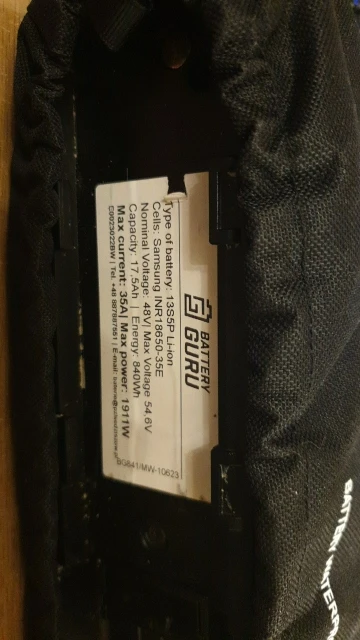 BATTERY
GURU
Type of battery: 13S5P Li-ion
Cells: Samsung INR18650-35E
Nominal Voltage: 48V| Max Voltage 54,6V
Capacity: 17,5Ah | Energy: 840Wh
Max current: 35A| Max power: 1911W
BG841/MW-10623
BATTERY